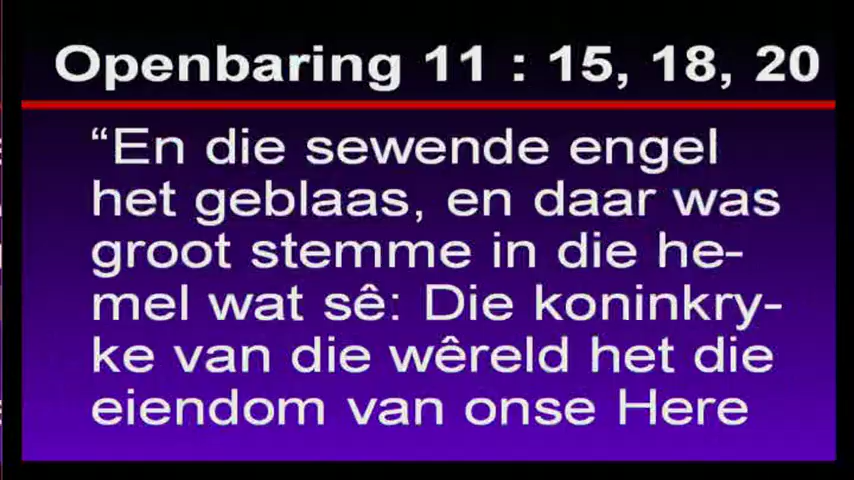 Openbaring 11 : 15, 18, 20
“En die sewende engel
het geblaas, en daar was
groot stemme in die he-
mel wat sê: Die koninkry-
ke van die wêreld het die
eiendom van onse Here